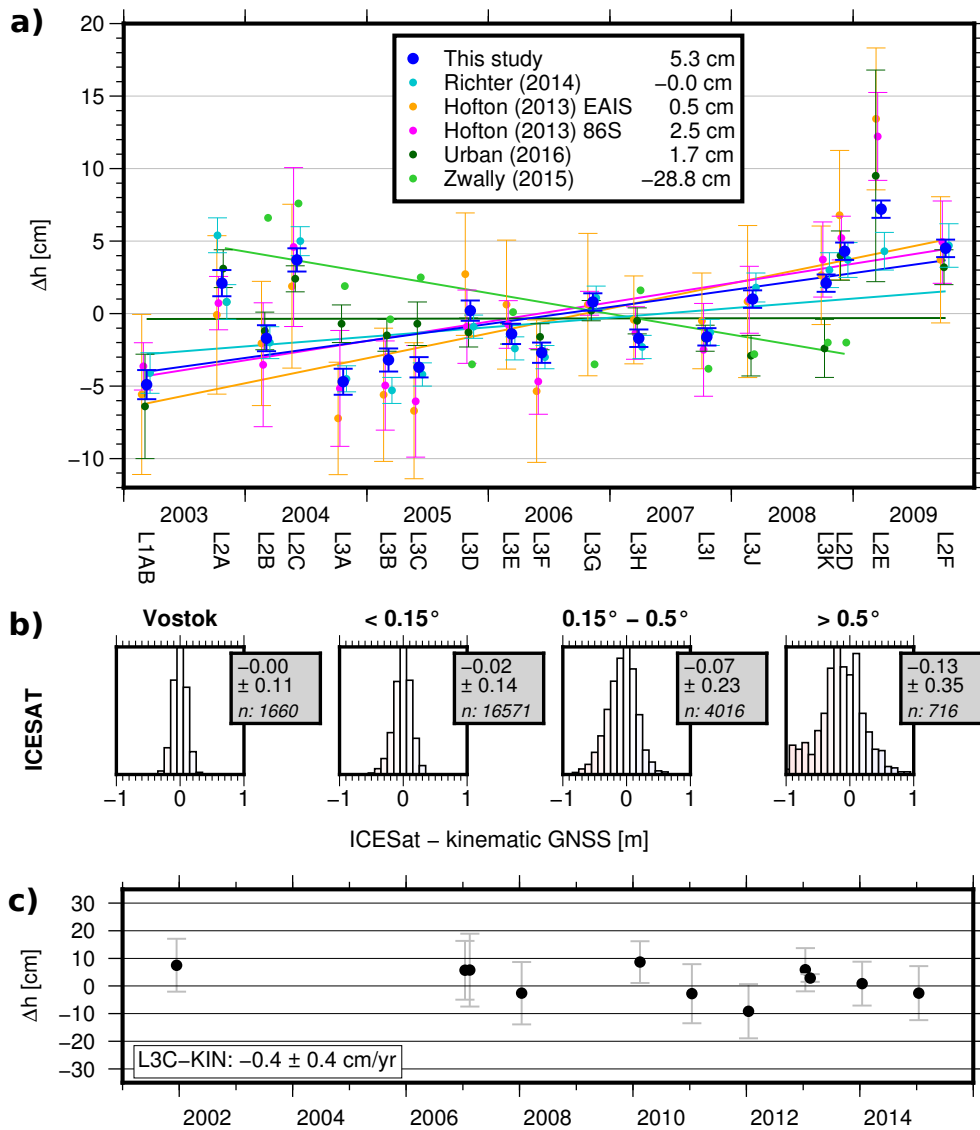 a)
20
15
10
5
0
−5
−10
Δh [cm]
This study 5.3 cm
Richter (2014) −0.0 cm
Hofton (2013) EAIS 0.5 cm
Hofton (2013) 86S 2.5 cm
Urban (2016) 1.7 cm
Zwally (2015) −28.8 cm
2003 2004 2005 2006 2007 2008 2009
L1AB L2A L2B L2C L3A L3B L3C L3D L3E L3F L3G L3H L3I L3J L3K L2D L2E L2F
b)
Vostok < 0.15° 0.15° − 0.5° > 0.5°
ICESAT
−0.00
± 0.11
n: 1660
−0.02
± 0.14
n: 16571
−0.07
± 0.23
n: 4016
−0.13
± 0.35
n: 716
−1 0 1 −1 0 1 −1 0 1 −1 0 1
ICESat − kinematic GNSS [m]
c)
30
20
10
0
−10
−20
−30
Δh [cm]
L3C−KIN: −0.4 ± 0.4 cm/yr
2002 2004 2006 2008 2010 2012 2014